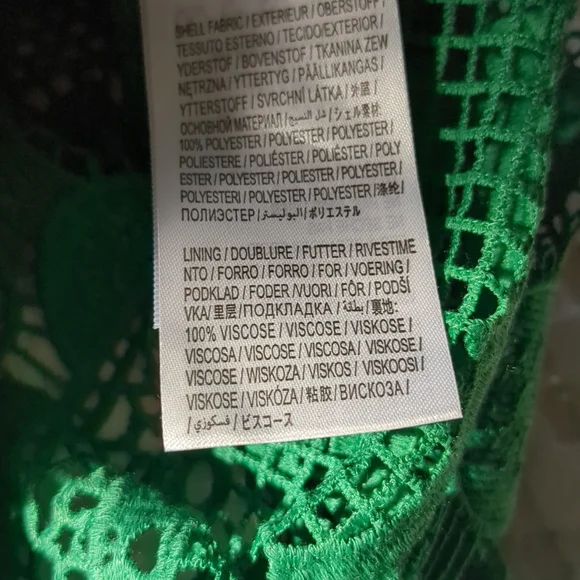 SHELL FABRIC / EXTERIEUR / OBERSTOFF /
TESSUTO ESTERNO / TECIDO/EXTERIOR /
YDERSTOF / BOVENSTOF / TKANINA ZEW
NĘTRZNA / YTTERTYG / PÄÄLLIKANGAS /
YTTERSTOFF / SVRCHNÍ LÁTKA / 外层 /
ОСНОВНОЙ МАТЕРИАЛ / シェル素材:
100% POLYESTER / POLYESTER / POLYESTER /
POLIESTERE / POLIÉSTER / POLIÉSTER / POLY
ESTER / POLYESTER / POLIESTER / POLYESTER /
POLYESTERI / POLYESTER / POLYESTER /涤纶/
ПОЛИЭСТЕР /البوليستر/ポリエステル
LINING / DOUBLURE / FUTTER / RIVESTIME
NTO / FORRO / FORRO / FOR / VOERING /
PODKLAD / FODER /VUORI / FÔR / PODŠÍ
VKA/里层/ПОДКЛАДКА / بطانة/裏地:
100% VISCOSE / VISCOSE / VISKOSE /
VISCOSA / VISCOSE / VISCOSA / VISKOSE /
VISCOSE / WISKOZA / VISKOS / VISKOOSI /
VISKOSE / VISKÓZA / 粘胶 / ВИСКОЗА /
/فسكوزي / ビスコース